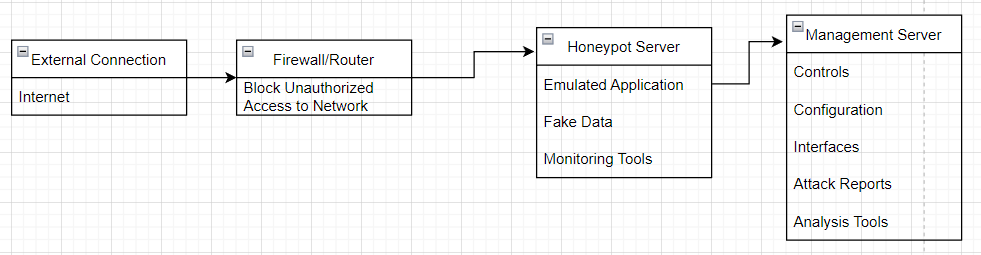 External Connection
Internet
Firewall/Router
Block Unauthorized
Access to Network
Honeypot Server
Emulated Application
Fake Data
Monitoring Tools
Management Server
Controls
Configuration
Interfaces
Attack Reports
Analysis Tools